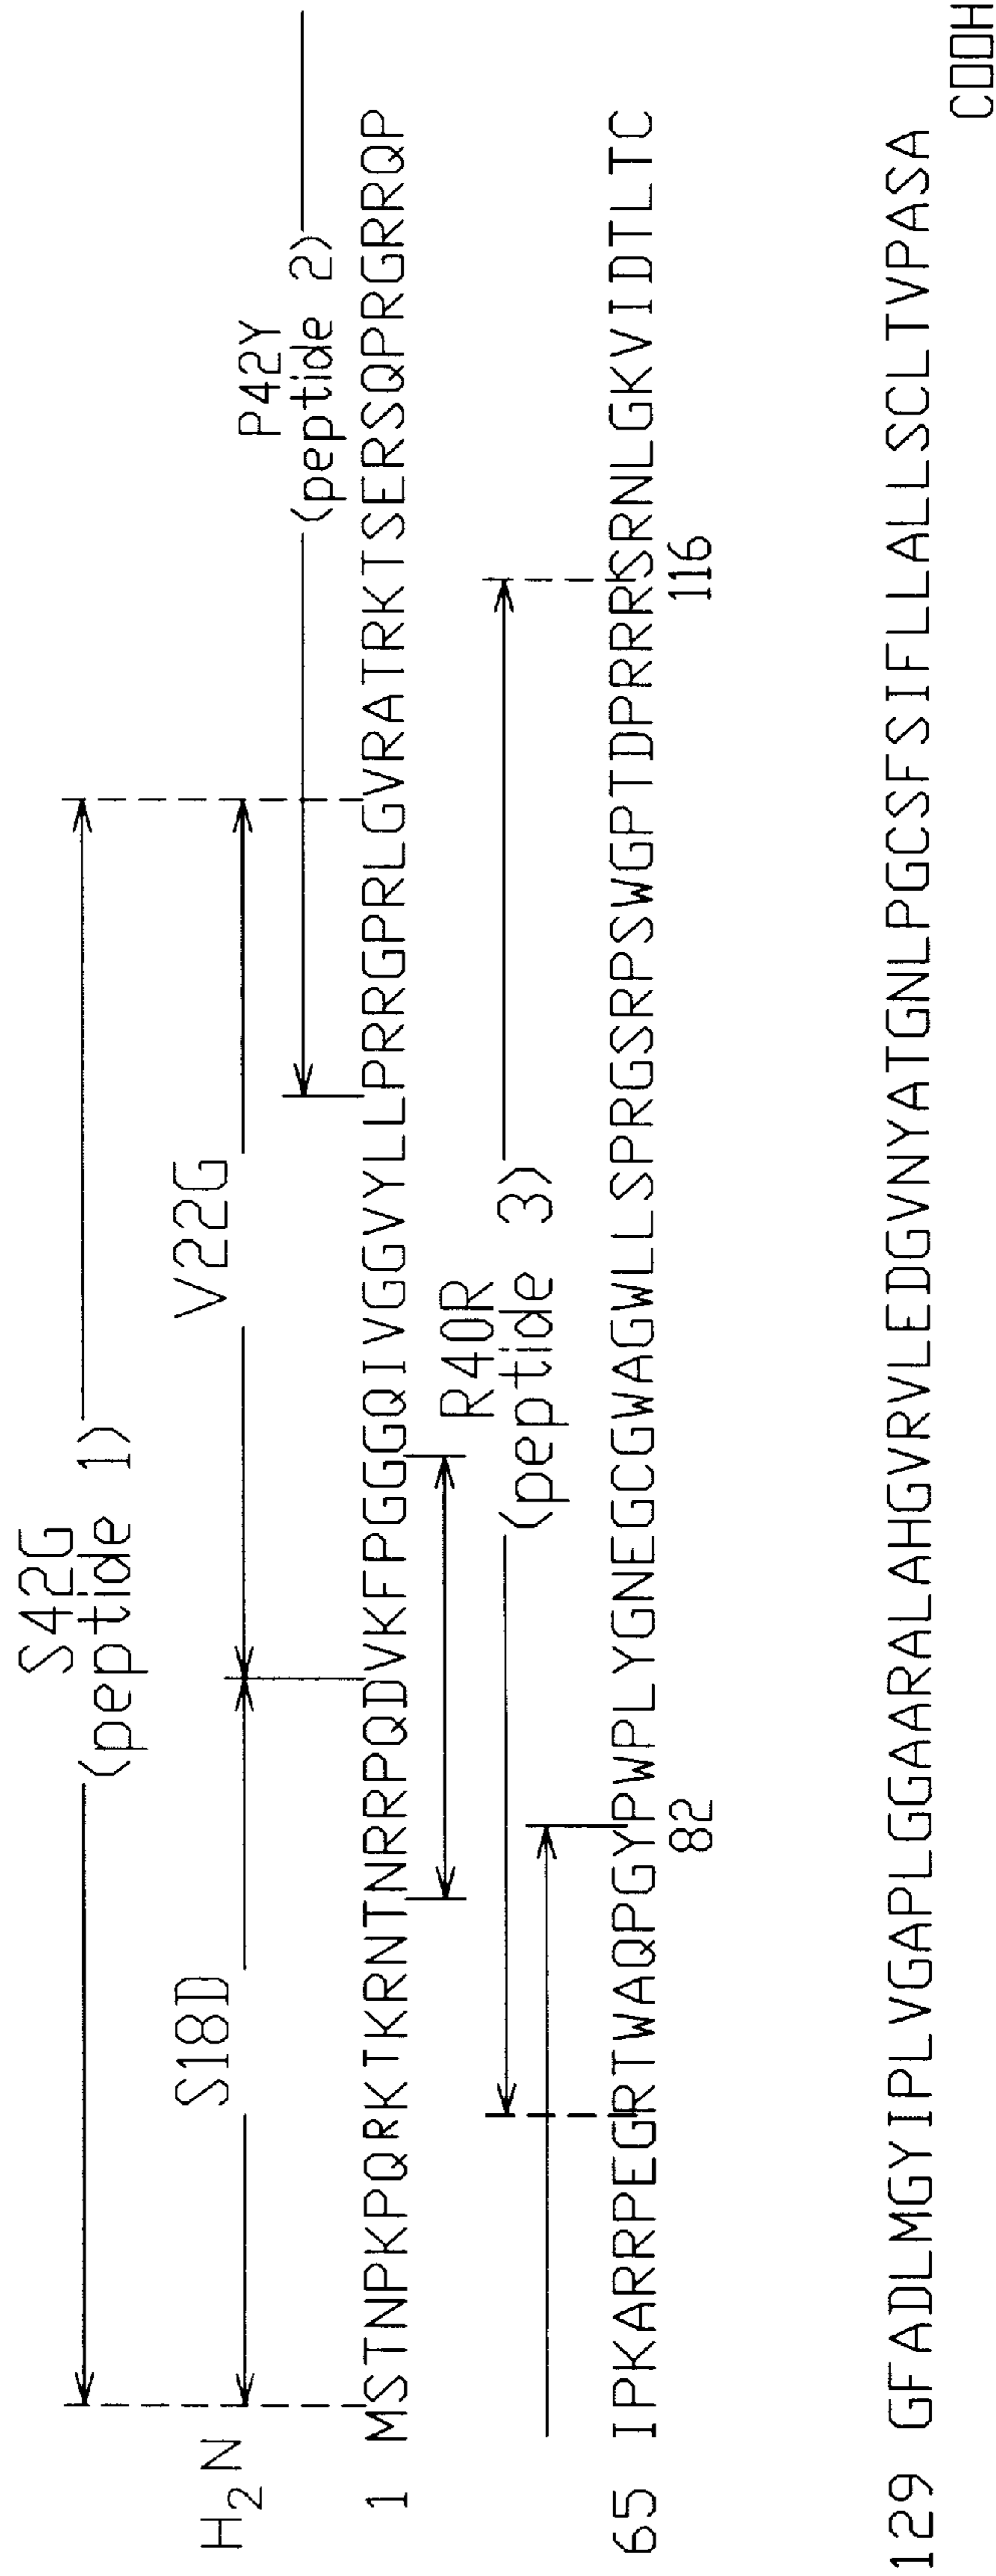 S42G
(peptide 1)
S18D
V22G
P42Y
(peptide 2)
H2N
1 MSTNPKPQRKTKRNTNRRPQDVKFPGGGQIVGGVYLLPRRGPRLGVRATRKTSERSQPRGRRQP
R40R
(peptide 3)
65 IPKARRPEGRTWAQPGYPWPLYGNEGCGWAGWLLSPRGSRPSWGPTDPRRRSRNLGKVIDTLTC
82
116
129 GFADLMGYIPLVGAPLGGAARALAHGVRVLEDGVNYATGNLPGCSFSIFLLALLSCLTVPASA
COOH